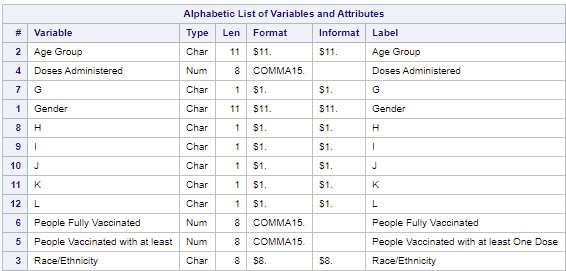 Alphabetic List of Variables and Attributes
# Variable Type Len Format Informat Label
2 Age Group Char 11 $11. $11. Age Group
4 Doses Administered Num 8 COMMA15. Doses Administered
7 G Char 1 $1. $1. G
1 Gender Char 11 $11. $11. Gender
8 H Char 1 $1. $1. H
9 I Char 1 $1. $1. I
10 J Char 1 $1. $1. J
11 K Char 1 $1. $1. K
12 L Char 1 $1. $1. L
6 People Fully Vaccinated Num 8 COMMA15. People Fully Vaccinated
5 People Vaccinated with at least Num 8 COMMA15. People Vaccinated with at least One Dose
3 Race/Ethnicity Char 8 $8. $8. Race/Ethnicity